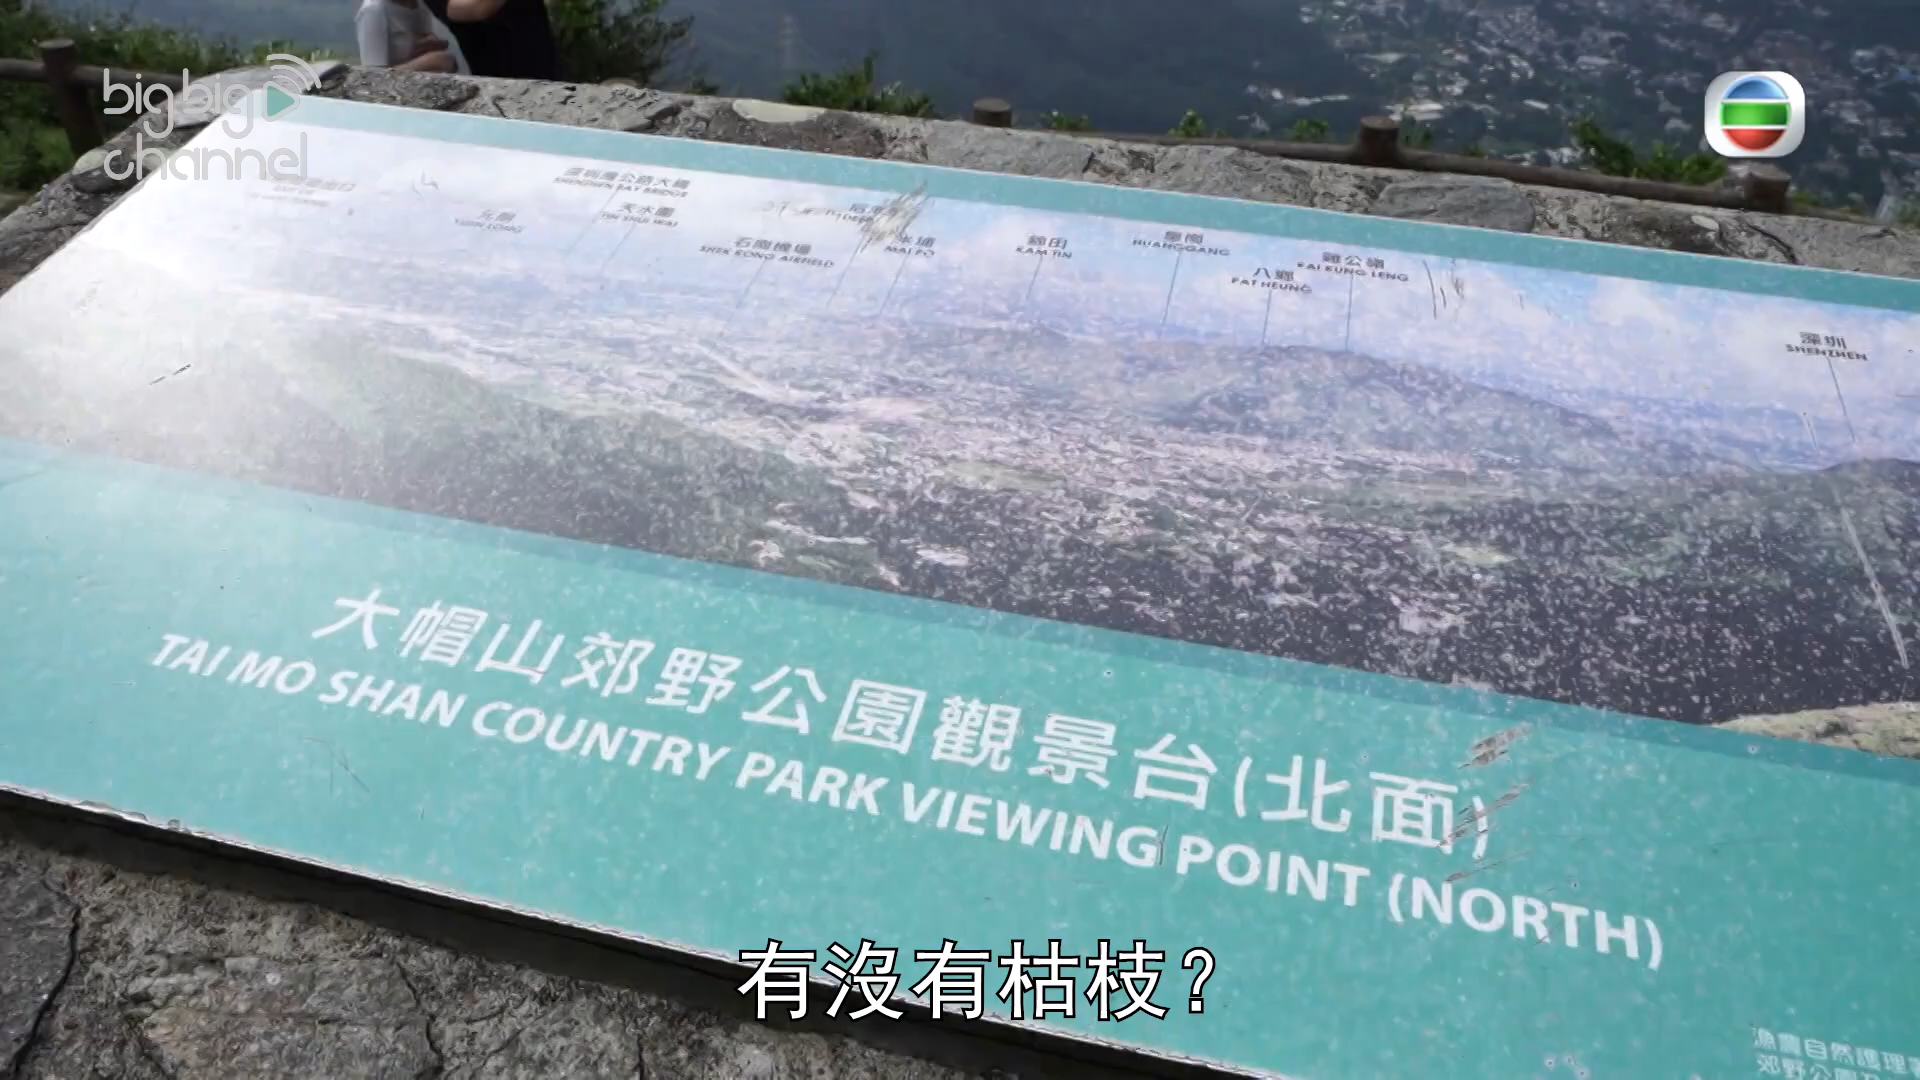 big big
channel
深圳灣公路大橋
SHENZHEN BAY BRIDGE
元朗
YUEN LONG
天水圍
TIN SHUI WAI
石崗機場
SHEK KONG AIRFIELD
米埔
MAI PO
錦田
KAM TIN
皇崗
HUANGGANG
八鄉
PAT HEUNG
雞公嶺
KAI KUNG LENG
深圳
SHENZHEN
大帽山郊野公園觀景台(北面)
TAI MO SHAN COUNTRY PARK VIEWING POINT (NORTH)
有沒有枯枝？
漁農自然護理
郊野公園